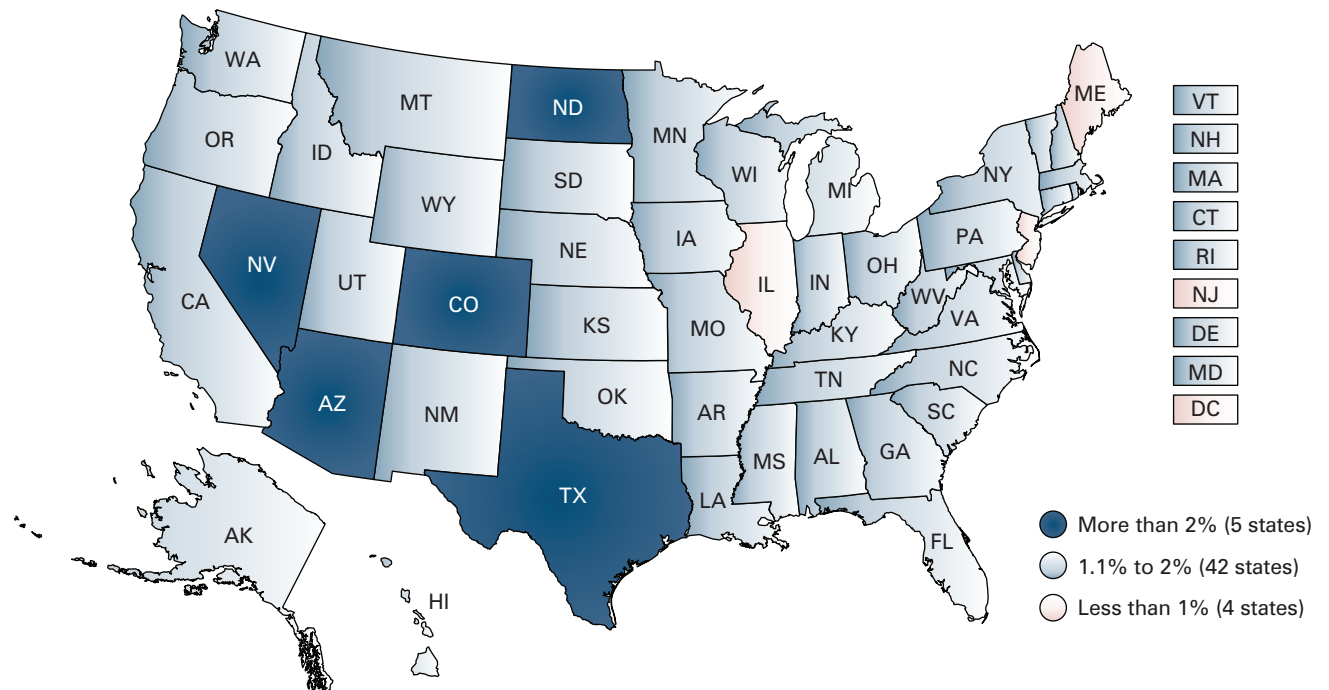 WA
MT
ND
MN
ME
OR
ID
WY
SD
WI
MI
NY
NV
UT
CO
NE
IA
PA
CA
KS
MO
IL
IN
OH
WV
VA
KY
AZ
NM
OK
AR
TN
NC
SC
TX
LA
MS
AL
GA
FL
AK
HI
VT
NH
MA
CT
RI
NJ
DE
MD
DC
More than 2% (5 states)
1.1% to 2% (42 states)
Less than 1% (4 states)